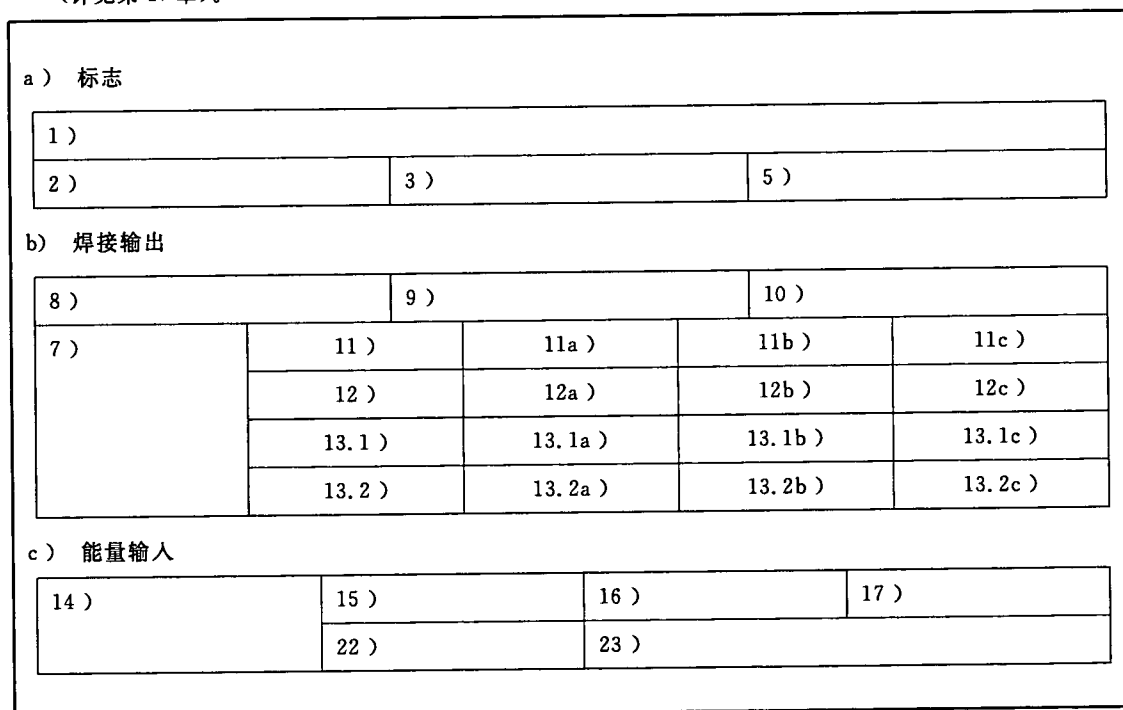 a） 标志
1）
2） 3） 5）
b） 焊接输出
8） 9） 10）
7） 11） 11a） 11b） 11c）
12） 12a） 12b） 12c）
13.1） 13.1a） 13.1b） 13.1c）
13.2） 13.2a） 13.2b） 13.2c）
c） 能量输入
14） 15） 16） 17）
22） 23）